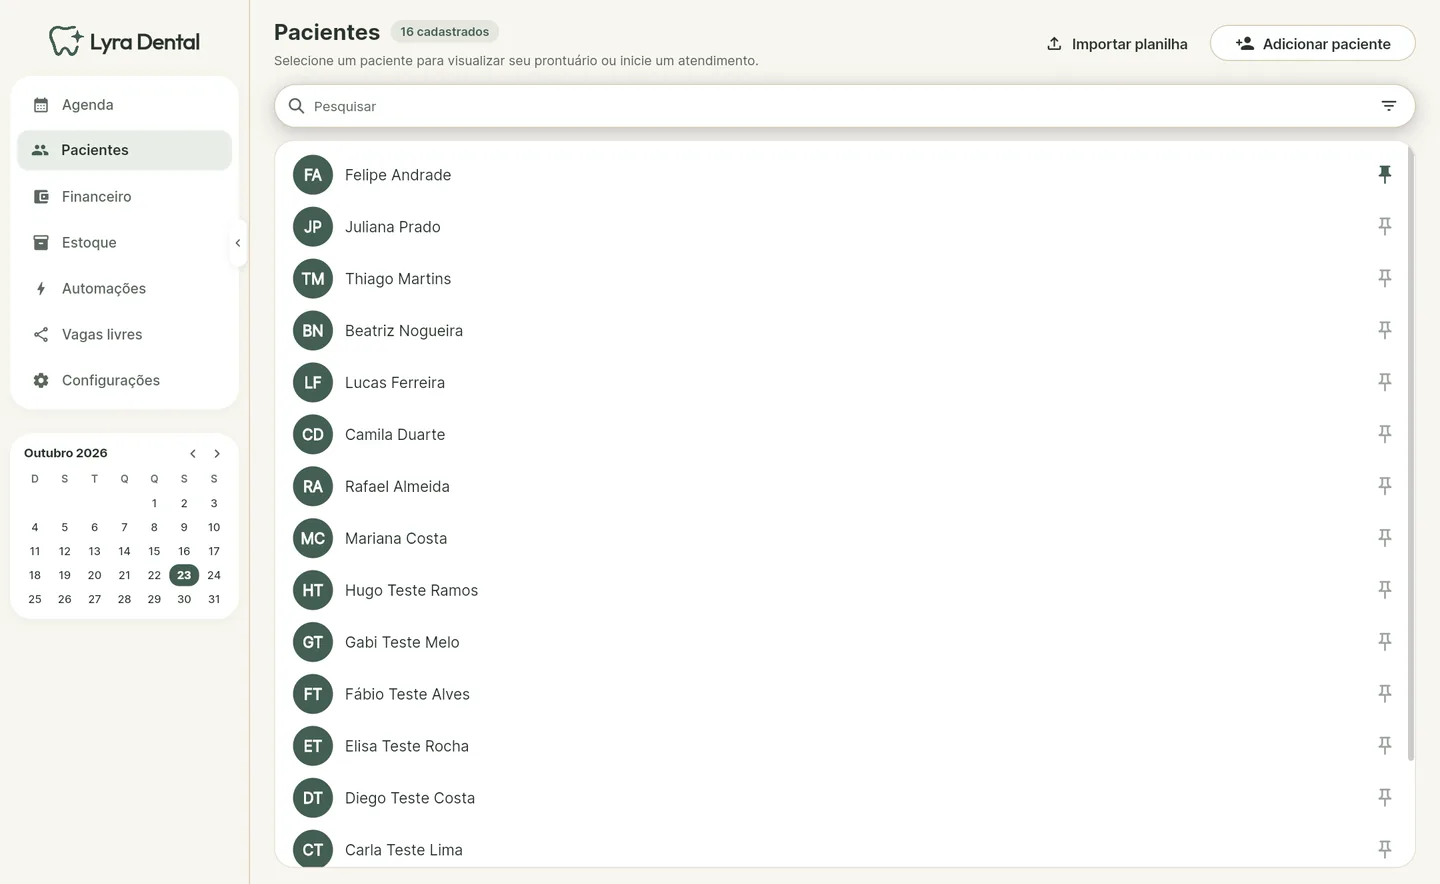 Lyra Dental
Agenda
Pacientes
Financeiro
Estoque
Automações
Vagas livres
Configurações
Outubro 2026
D S T Q Q S S
1 2 3
4 5 6 7 8 9 10
11 12 13 14 15 16 17
18 19 20 21 22 23 24
25 26 27 28 29 30 31
Pacientes 16 cadastrados
Selecione um paciente para visualizar seu prontuário ou inicie um atendimento.
Importar planilha
Adicionar paciente
Pesquisar
FA Felipe Andrade
JP Juliana Prado
TM Thiago Martins
BN Beatriz Nogueira
LF Lucas Ferreira
CD Camila Duarte
RA Rafael Almeida
MC Mariana Costa
HT Hugo Teste Ramos
GT Gabi Teste Melo
FT Fábio Teste Alves
ET Elisa Teste Rocha
DT Diego Teste Costa
CT Carla Teste Lima